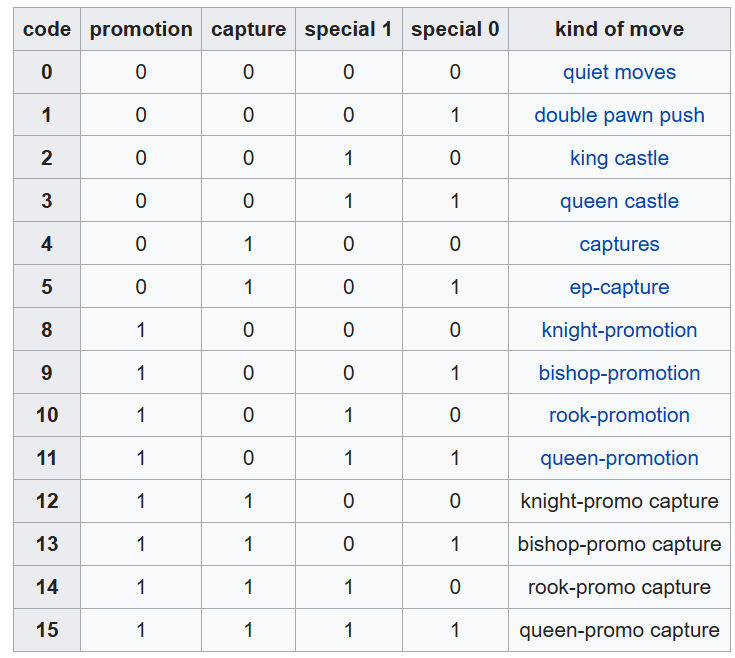 code promotion capture special 1 special 0 kind of move
0 0 0 0 0 quiet moves
1 0 0 0 1 double pawn push
2 0 0 1 0 king castle
3 0 0 1 1 queen castle
4 0 1 0 0 captures
5 0 1 0 1 ep-capture
8 1 0 0 0 knight-promotion
9 1 0 0 1 bishop-promotion
10 1 0 1 0 rook-promotion
11 1 0 1 1 queen-promotion
12 1 1 0 0 knight-promo capture
13 1 1 0 1 bishop-promo capture
14 1 1 1 0 rook-promo capture
15 1 1 1 1 queen-promo capture